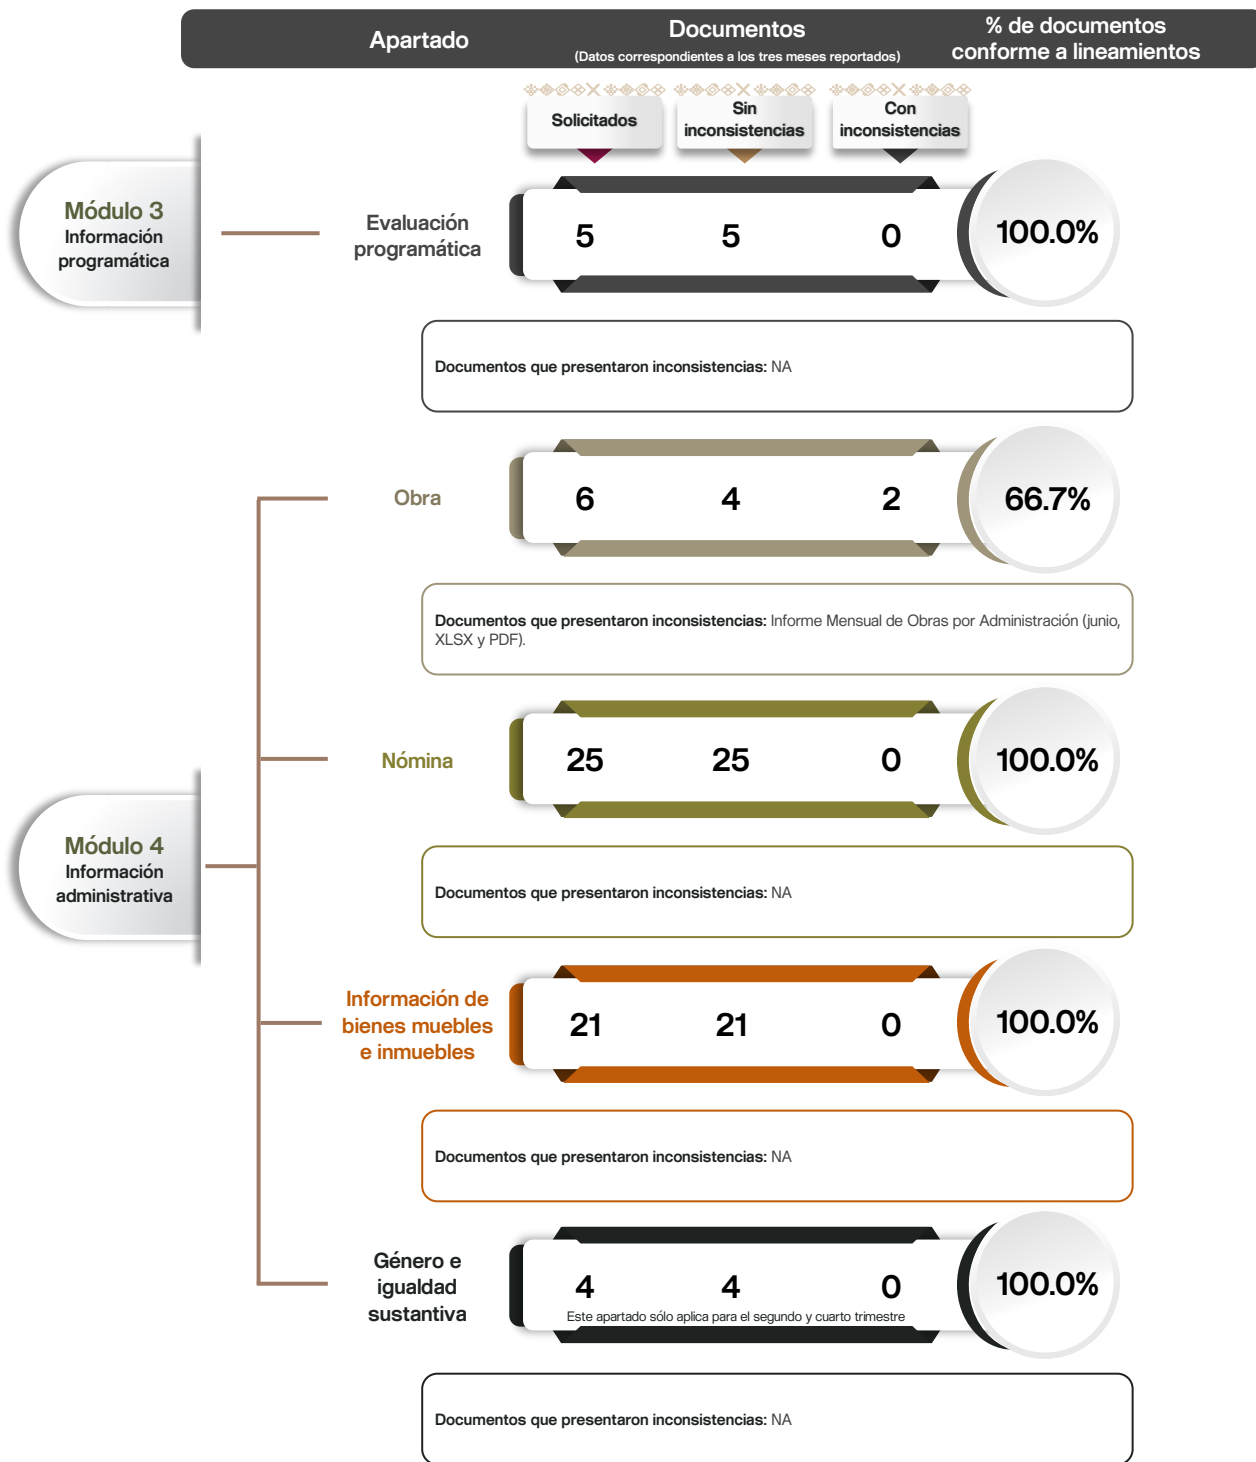 Apartado
Documentos
(Datos correspondientes a los tres meses reportados)
% de documentos
conforme a lineamientos
Solicitados
Sin
inconsistencias
Con
inconsistencias
Módulo 3
Información
programática
Evaluación
programática
5
5
0
100.0%
Documentos que presentaron inconsistencias: NA
Obra
6
4
2
66.7%
Documentos que presentaron inconsistencias: Informe Mensual de Obras por Administración (junio,
XLSX y PDF).
Nómina
25
25
0
100.0%
Documentos que presentaron inconsistencias: NA
Módulo 4
Información
administrativa
Información de
bienes muebles
e inmuebles
21
21
0
100.0%
Documentos que presentaron inconsistencias: NA
Género e
igualdad
sustantiva
4
4
0
100.0%
Este apartado sólo aplica para el segundo y cuarto trimestre
Documentos que presentaron inconsistencias: NA